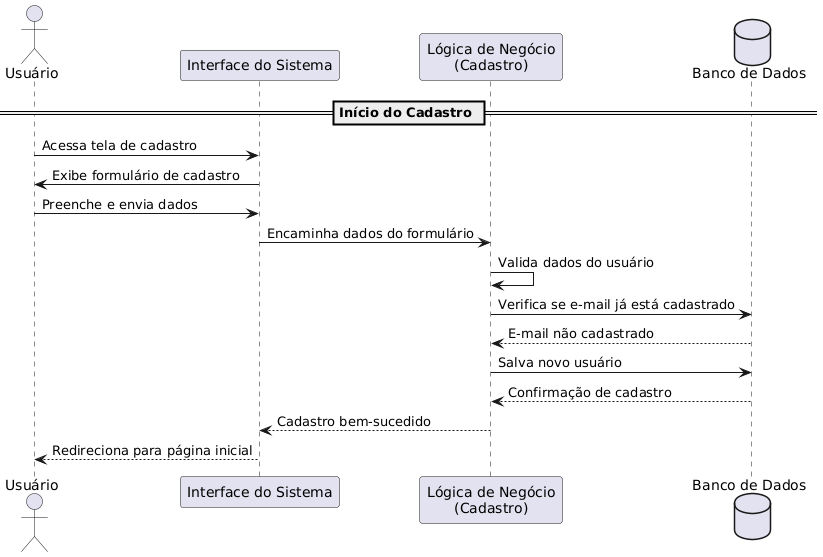 Usuário
Interface do Sistema
Lógica de Negócio
(Cadastro)
Banco de Dados
Início do Cadastro
Acessa tela de cadastro
Exibe formulário de cadastro
Preenche e envia dados
Encaminha dados do formulário
Valida dados do usuário
Verifica se e-mail já está cadastrado
E-mail não cadastrado
Salva novo usuário
Confirmação de cadastro
Cadastro bem-sucedido
Redireciona para página inicial
Usuário
Interface do Sistema
Lógica de Negócio
(Cadastro)
Banco de Dados